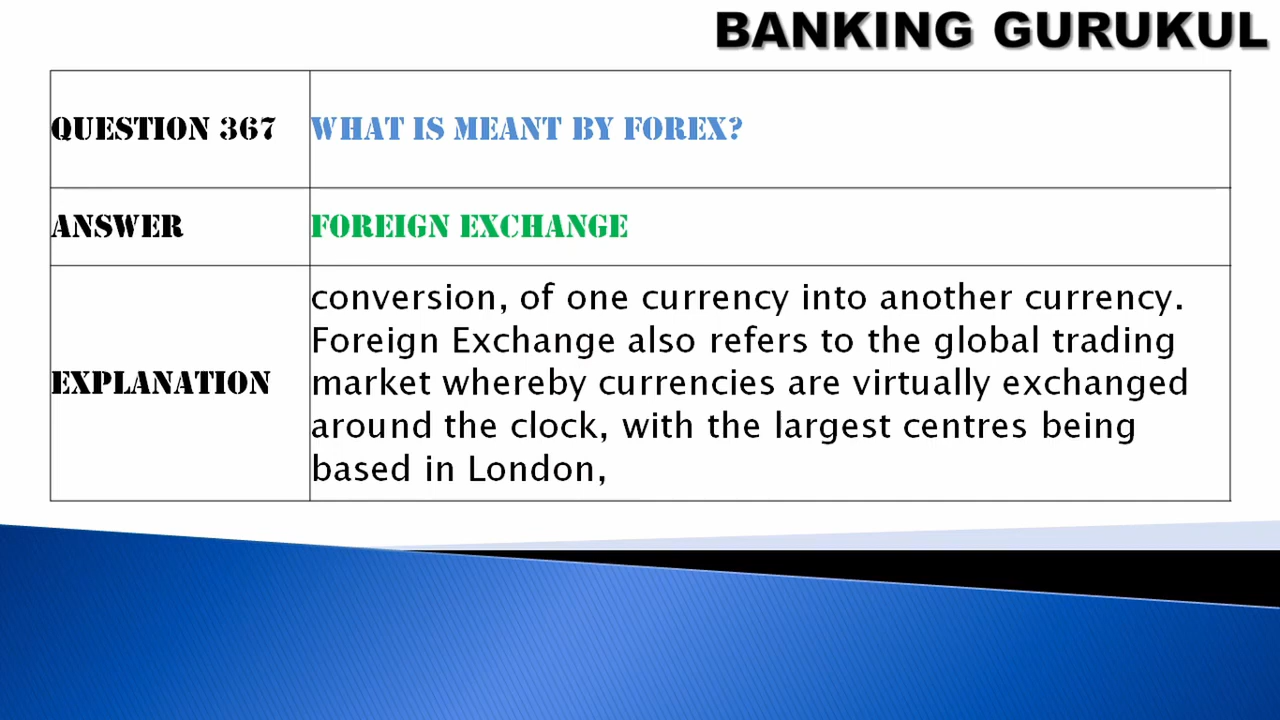 BANKING GURUKUL
QUESTION 367
WHAT IS MEANT BY FOREX?
ANSWER
FOREIGN EXCHANGE
EXPLANATION
conversion, of one currency into another currency.
Foreign Exchange also refers to the global trading
market whereby currencies are virtually exchanged
around the clock, with the largest centres being
based in London,